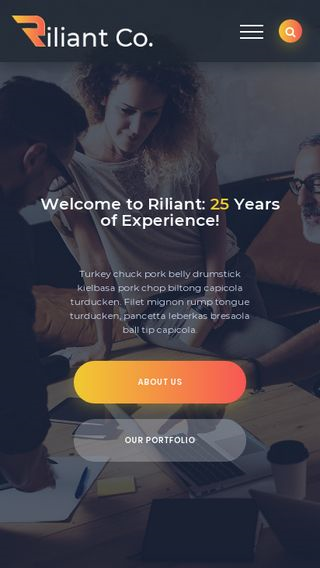 Riliant Co.
Welcome to Riliant: 25 Years
of Experience!
Turkey chuck pork belly drumstick
kielbasa pork chop biltong capicola
turducken. Filet mignon rump tongue
turducken, pancetta leberkas bresaola
ball tip capicola.
ABOUT US
OUR PORTFOLIO